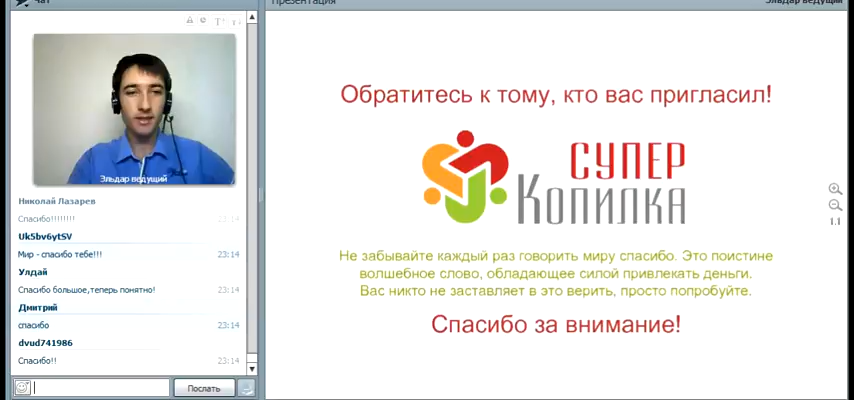 Чат
Презентация
Эльдар ведущий
Эльдар ведущий
Николай Лазарев
Спасибо!!!!!!!! 23:14
Uk5bv6ytSV
Мир - спасибо тебе!!! 23:14
Улдай
Спасибо большое,теперь понятно! 23:14
Дмитрий
спасибо 23:14
dvud741986
Спасибо!! 23:14
Послать
Обратитесь к тому, кто вас пригласил!
СУПЕР
Копилка
Не забывайте каждый раз говорить миру спасибо. Это поистине
волшебное слово, обладающее силой привлекать деньги.
Вас никто не заставляет в это верить, просто попробуйте.
Спасибо за внимание!
1:1